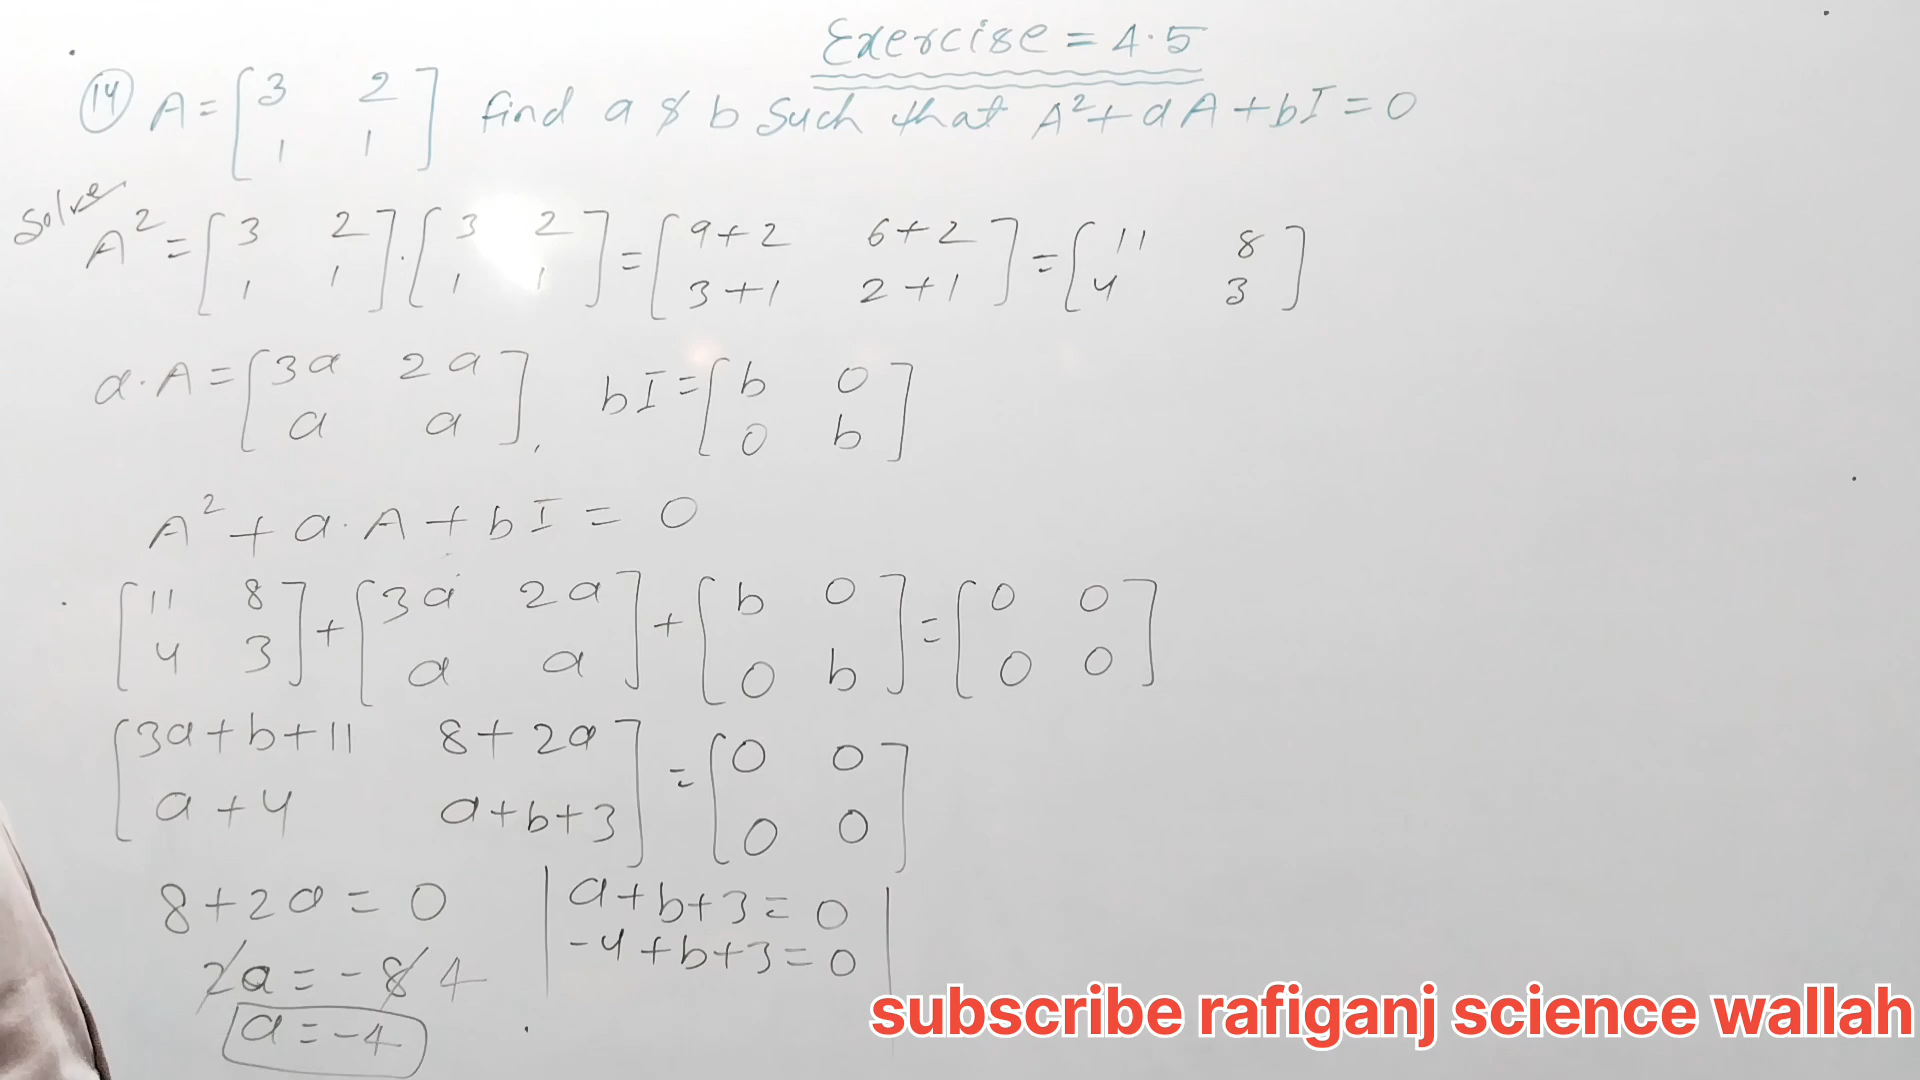 Exercise = 4.5
(14) A = [3 2 1 1] find a & b Such that A² + aA + bI = 0
Solve
A² = [3 2 1 1] . [3 2 1 1] = [9+2 6+2 3+1 2+1] = [11 8 4 3]
a.A = [3a 2a a a], bI = [b 0 0 b]
A² + a.A + bI = 0
[11 8 4 3] + [3a 2a a a] + [b 0 0 b] = [0 0 0 0]
[3a+b+11 8+2a a+4 a+b+3] = [0 0 0 0]
8+2a = 0
2a = -8 4
a = -4
a+b+3 = 0
-4+b+3 = 0
subscribe rafiganj science wallah